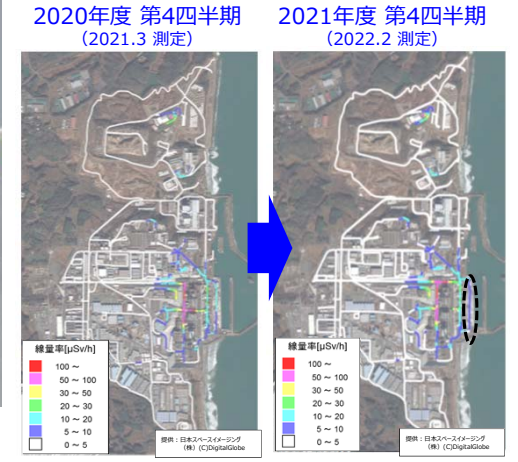 2020年度 第4四半期
（2021.3 測定）
2021年度 第4四半期
（2022.2 測定）
線量率[μSv/h]
100 ～
50 ～ 100
30 ～ 50
20 ～ 30
10 ～ 20
5 ～ 10
0 ～ 5
提供：日本スペースイメージング
（株）(C)DigitalGlobe
線量率[μSv/h]
100 ～
50 ～ 100
30 ～ 50
20 ～ 30
10 ～ 20
5 ～ 10
0 ～ 5
提供：日本スペースイメージング
（株）(C)DigitalGlobe